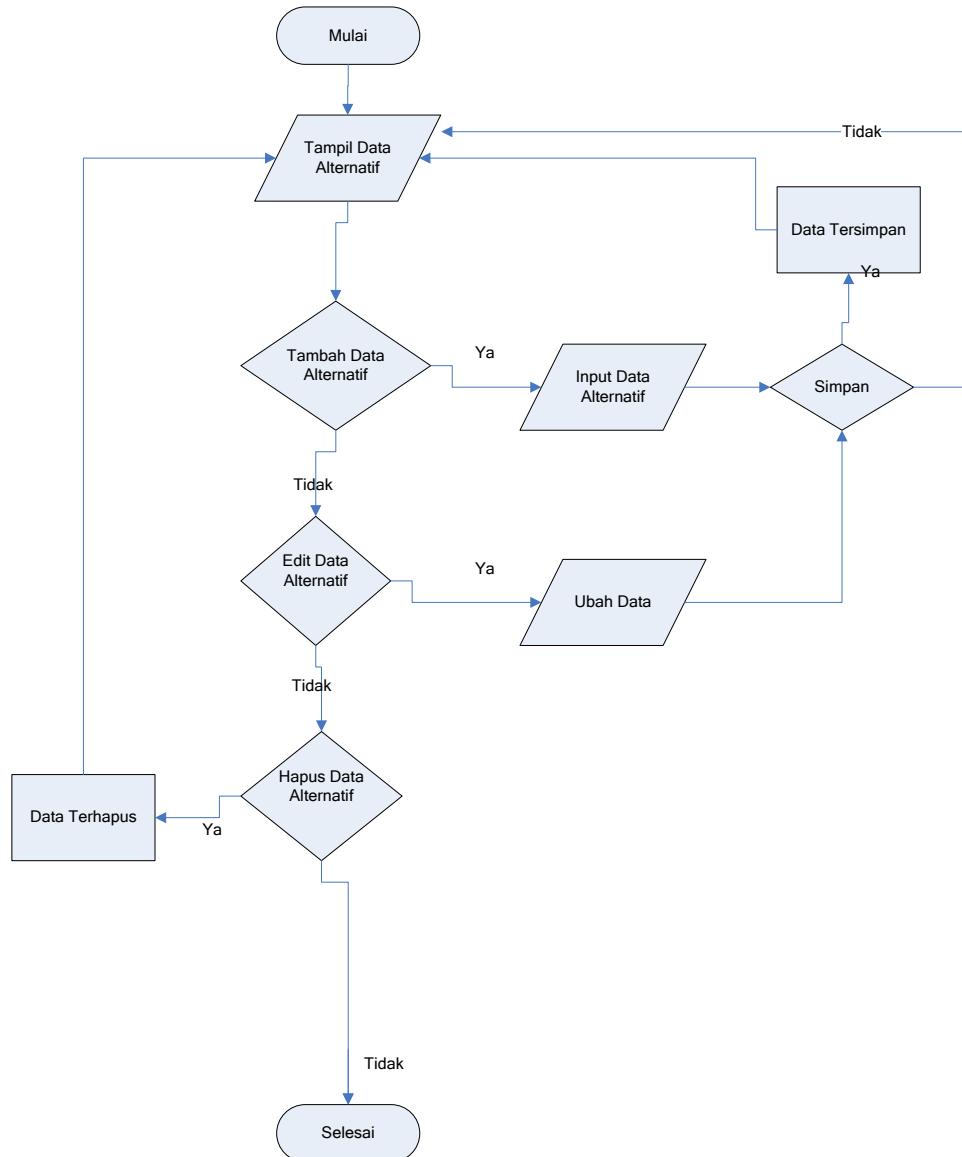 Mulai
Tampil Data
Alternatif
Tidak
Data Tersimpan
Ya
Tambah Data
Alternatif
Ya
Input Data
Alternatif
Simpan
Tidak
Edit Data
Alternatif
Ya
Ubah Data
Tidak
Hapus Data
Alternatif
Data Terhapus
Ya
Tidak
Selesai